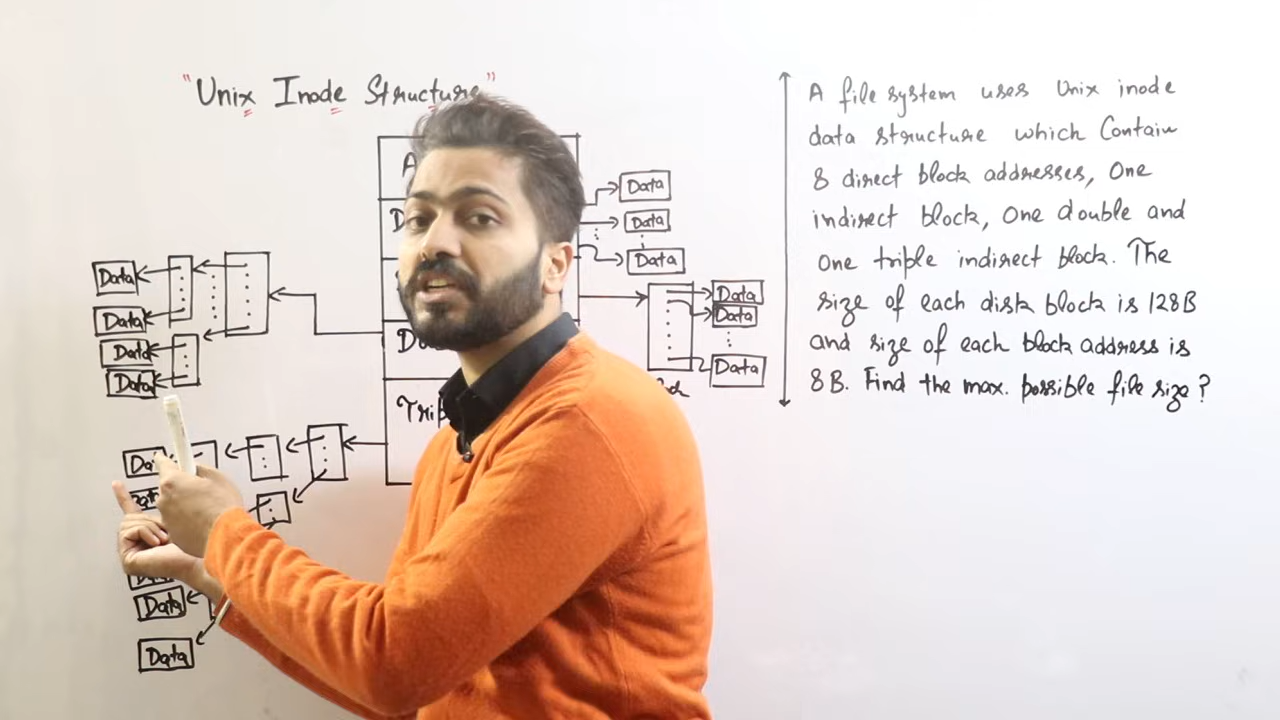 "Unix Inode Structure"
A file system uses Unix inode
data structure which Contain
8 direct block addresses, One
indirect block, One double and
one triple indirect block. The
size of each disk block is 128B
and size of each block address is
8B. Find the max. possible file size?
A
D
Trip
Data
Data
Data
Data
Data
Data
Data
Data
Data
Data
Data
Data